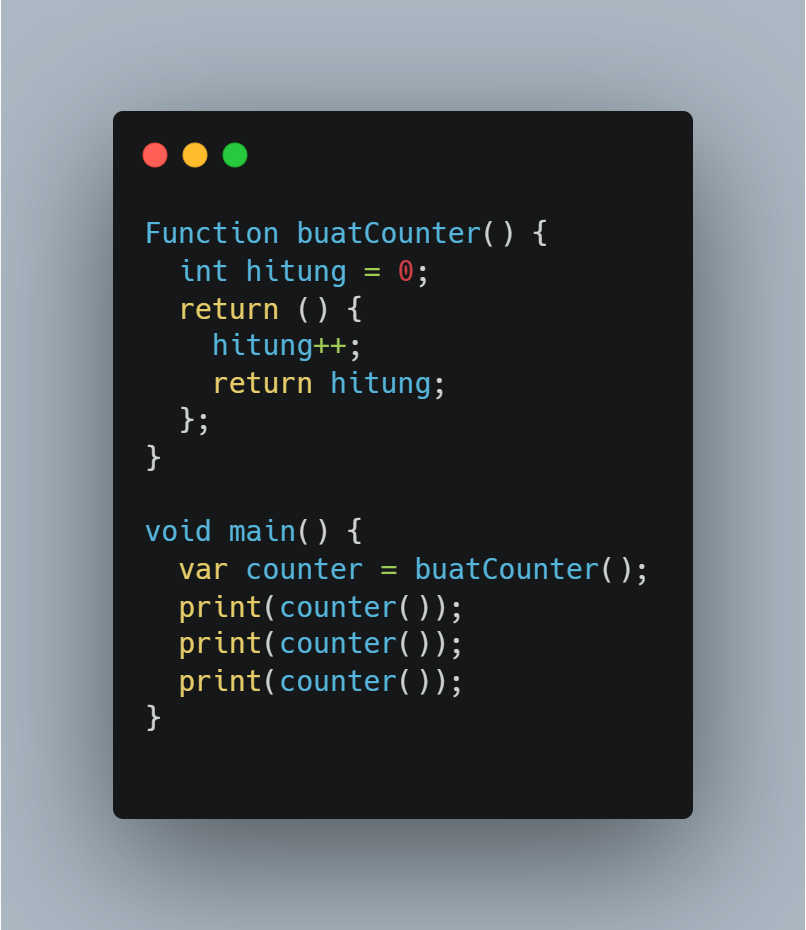 Function buatCounter() {
  int hitung = 0;
  return () {
    hitung++;
    return hitung;
  };
}

void main() {
  var counter = buatCounter();
  print(counter());
  print(counter());
  print(counter());
}